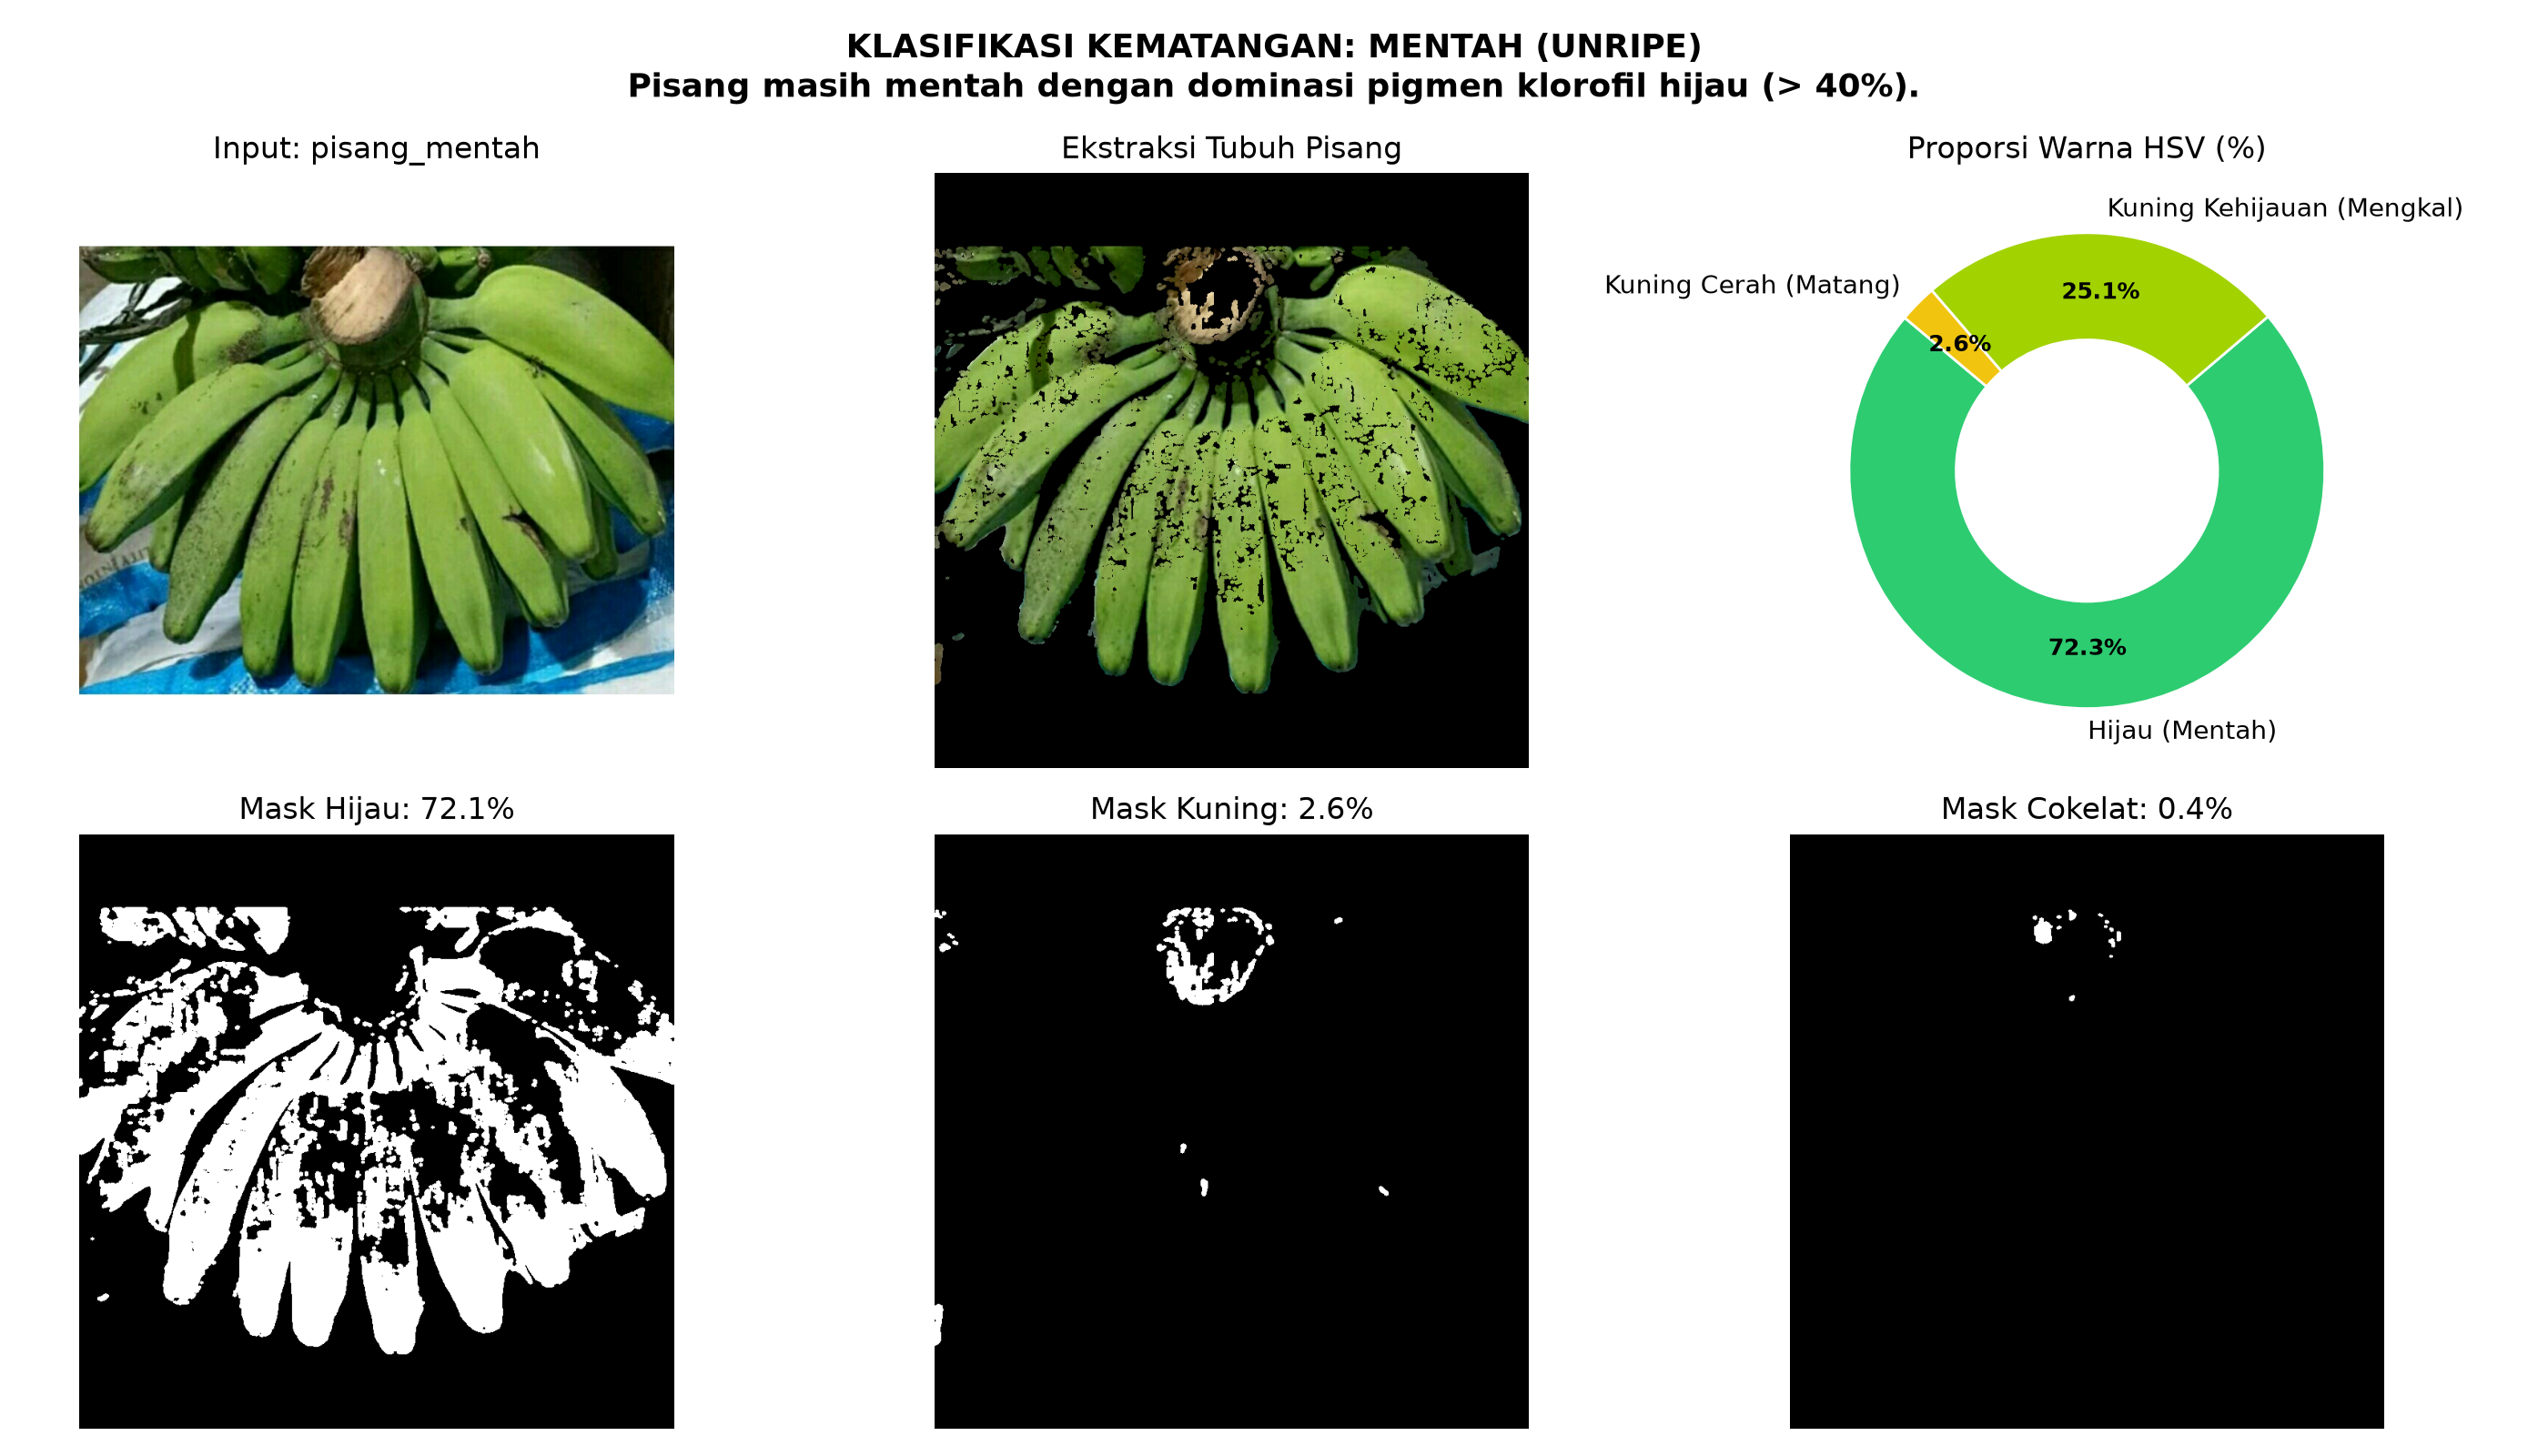 KLASIFIKASI KEMATANGAN: MENTAH (UNRIPE)
Pisang masih mentah dengan dominasi pigmen klorofil hijau (> 40%).
Input: pisang_mentah
Ekstraksi Tubuh Pisang
Proporsi Warna HSV (%)
Kuning Kehijauan (Mengkal)
Kuning Cerah (Matang)
25.1%
2.6%
72.3%
Hijau (Mentah)
Mask Hijau: 72.1%
Mask Kuning: 2.6%
Mask Cokelat: 0.4%